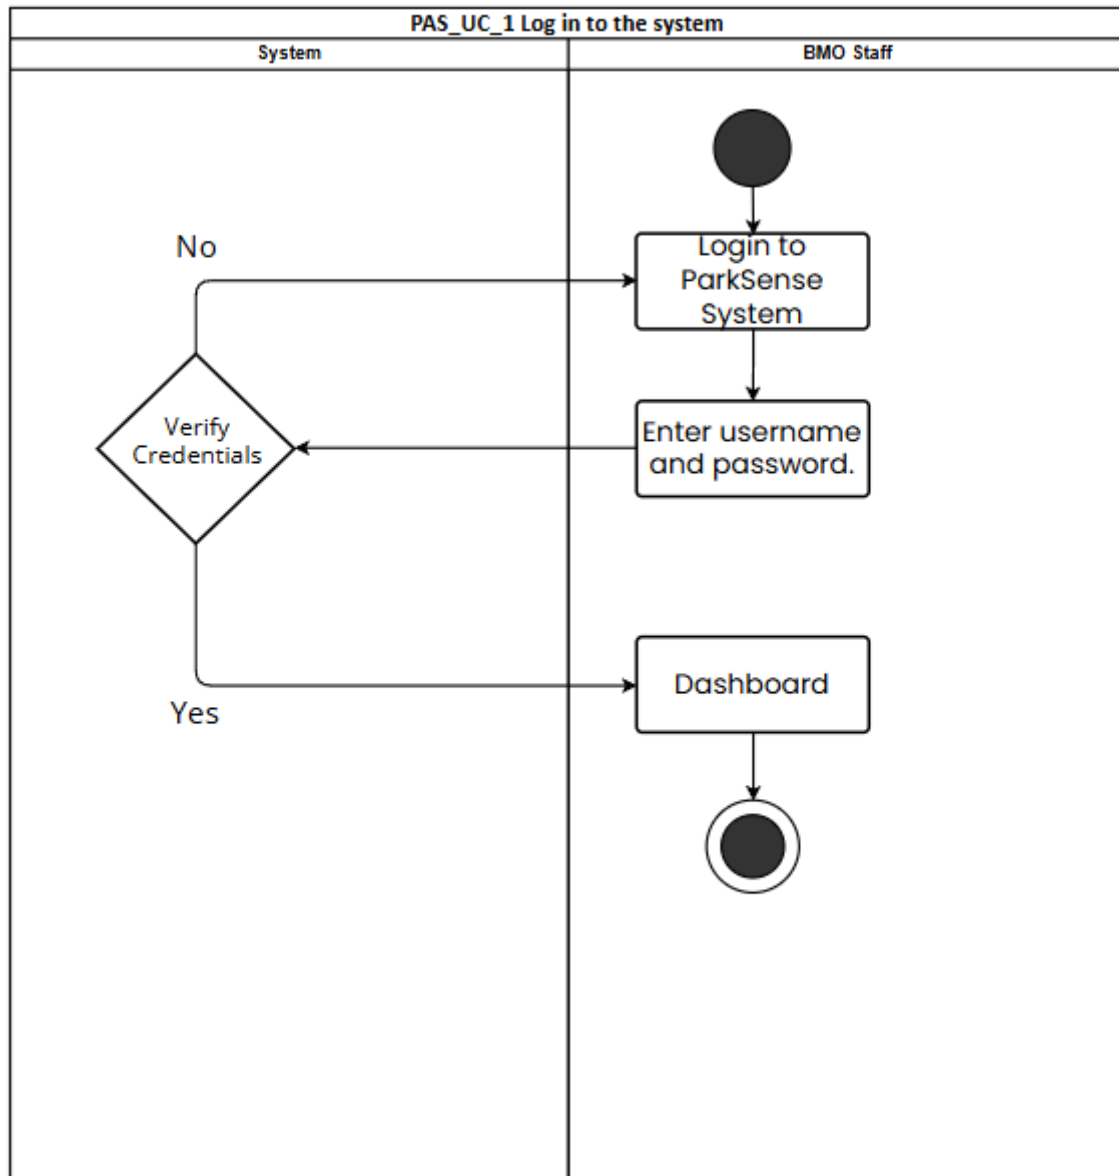 PAS_UC_1 Log in to the system
System
BMO Staff
No
Login to
ParkSense
System
Verify
Credentials
Enter username
and password.
Dashboard
Yes